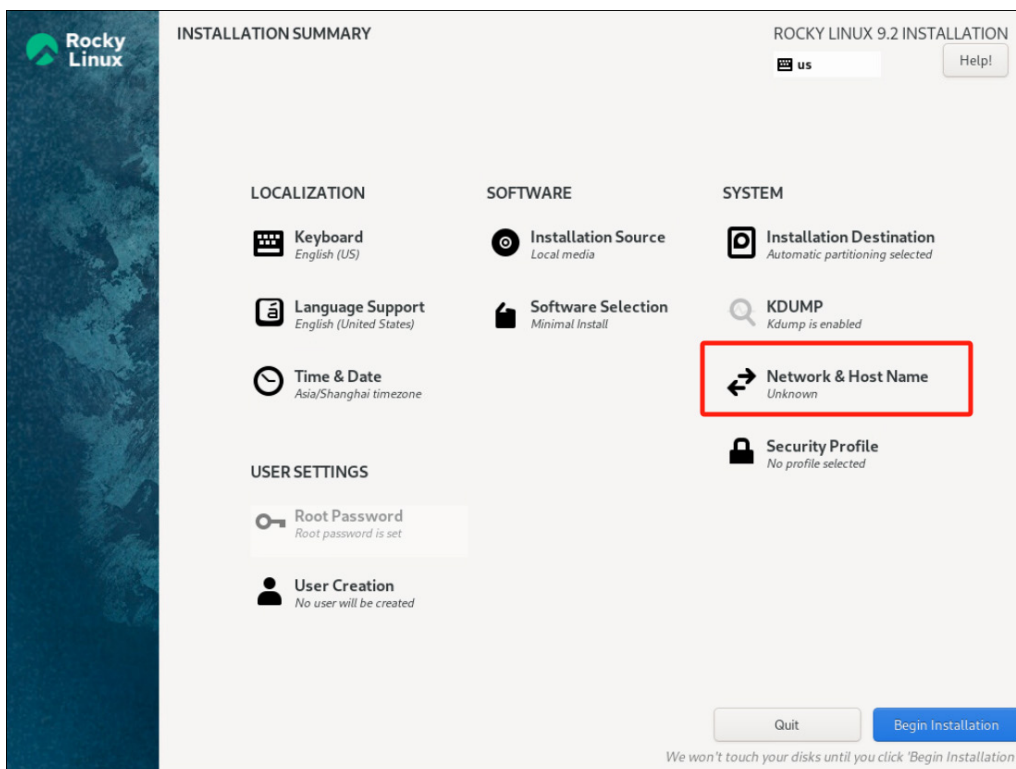 Rocky
Linux
INSTALLATION SUMMARY
ROCKY LINUX 9.2 INSTALLATION
us
Help!
LOCALIZATION
Keyboard
English (US)
Language Support
English (United States)
Time & Date
Asia/Shanghai timezone
SOFTWARE
Installation Source
Local media
Software Selection
Minimal Install
SYSTEM
Installation Destination
Automatic partitioning selected
KDUMP
Kdump is enabled
Network & Host Name
Unknown
Security Profile
No profile selected
USER SETTINGS
Root Password
Root password is set
User Creation
No user will be created
Quit
Begin Installation
We won't touch your disks until you click 'Begin Installation